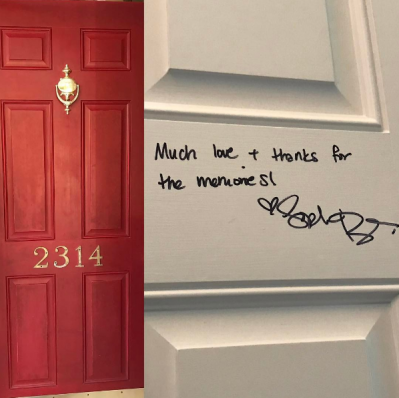 2314
Much love + thanks for
the memories!